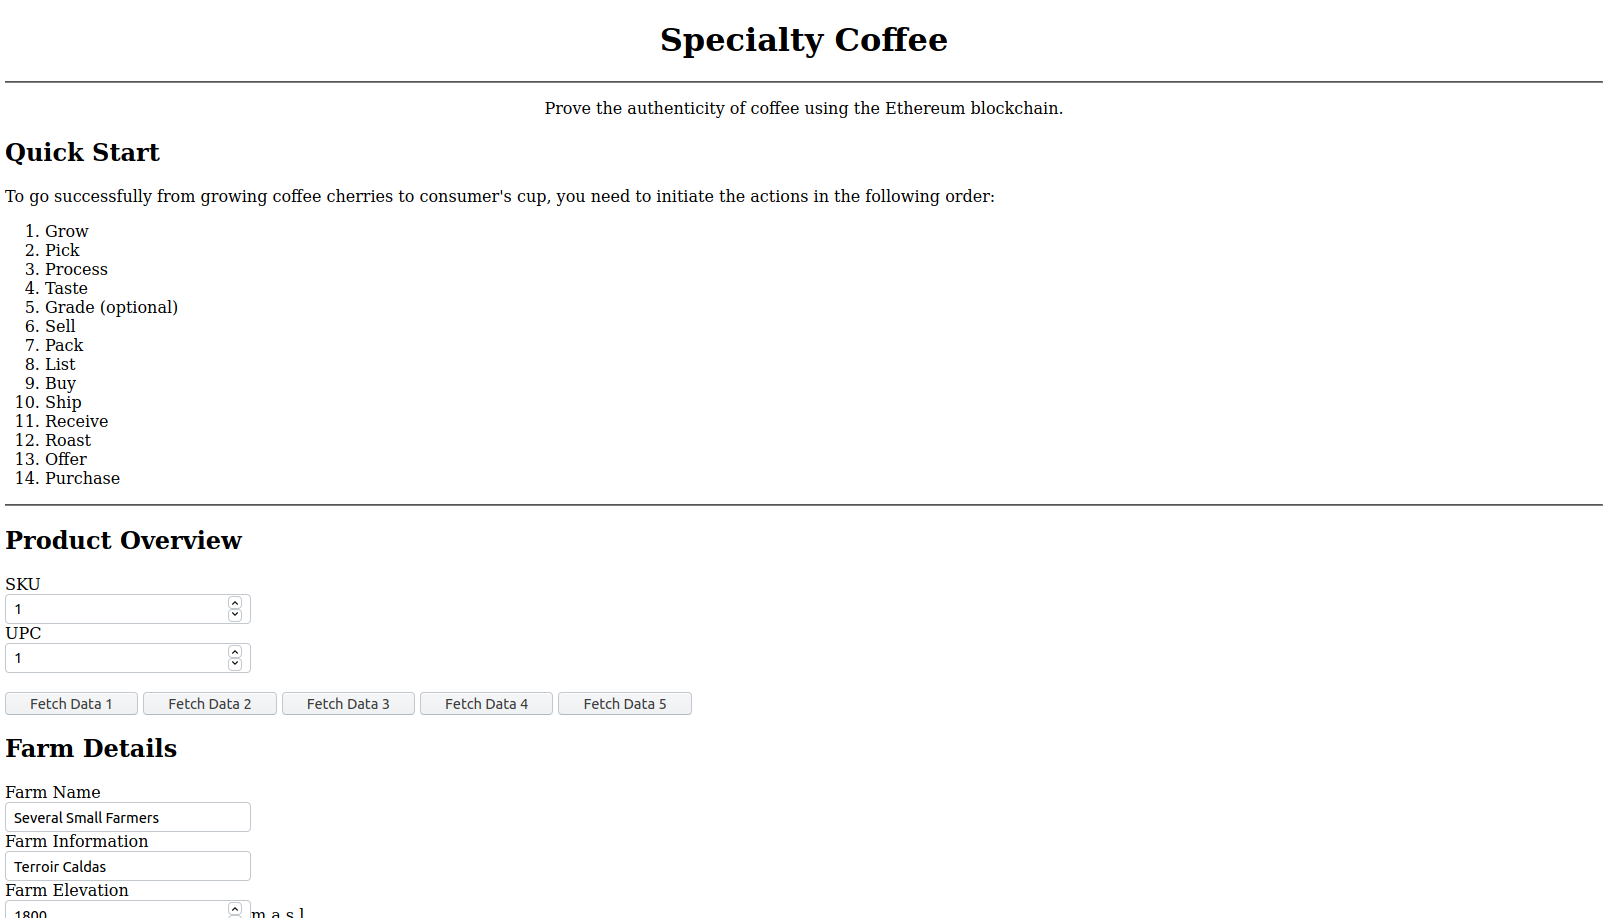 Specialty Coffee
Prove the authenticity of coffee using the Ethereum blockchain.
Quick Start
To go successfully from growing coffee cherries to consumer's cup, you need to initiate the actions in the following order:
1. Grow
2. Pick
3. Process
4. Taste
5. Grade (optional)
6. Sell
7. Pack
8. List
9. Buy
10. Ship
11. Receive
12. Roast
13. Offer
14. Purchase
Product Overview
SKU
1
UPC
1
Fetch Data 1 Fetch Data 2 Fetch Data 3 Fetch Data 4 Fetch Data 5
Farm Details
Farm Name
Several Small Farmers
Farm Information
Terroir Caldas
Farm Elevation
1800 m.a.s.l